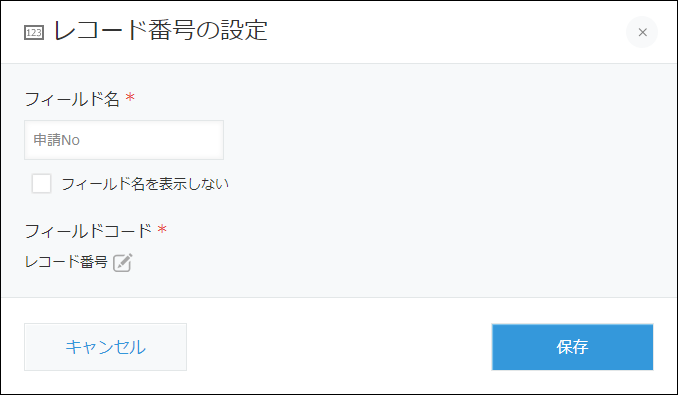 123 レコード番号の設定
×
フィールド名 *
申請No
フィールド名を表示しない
フィールドコード *
レコード番号
キャンセル
保存